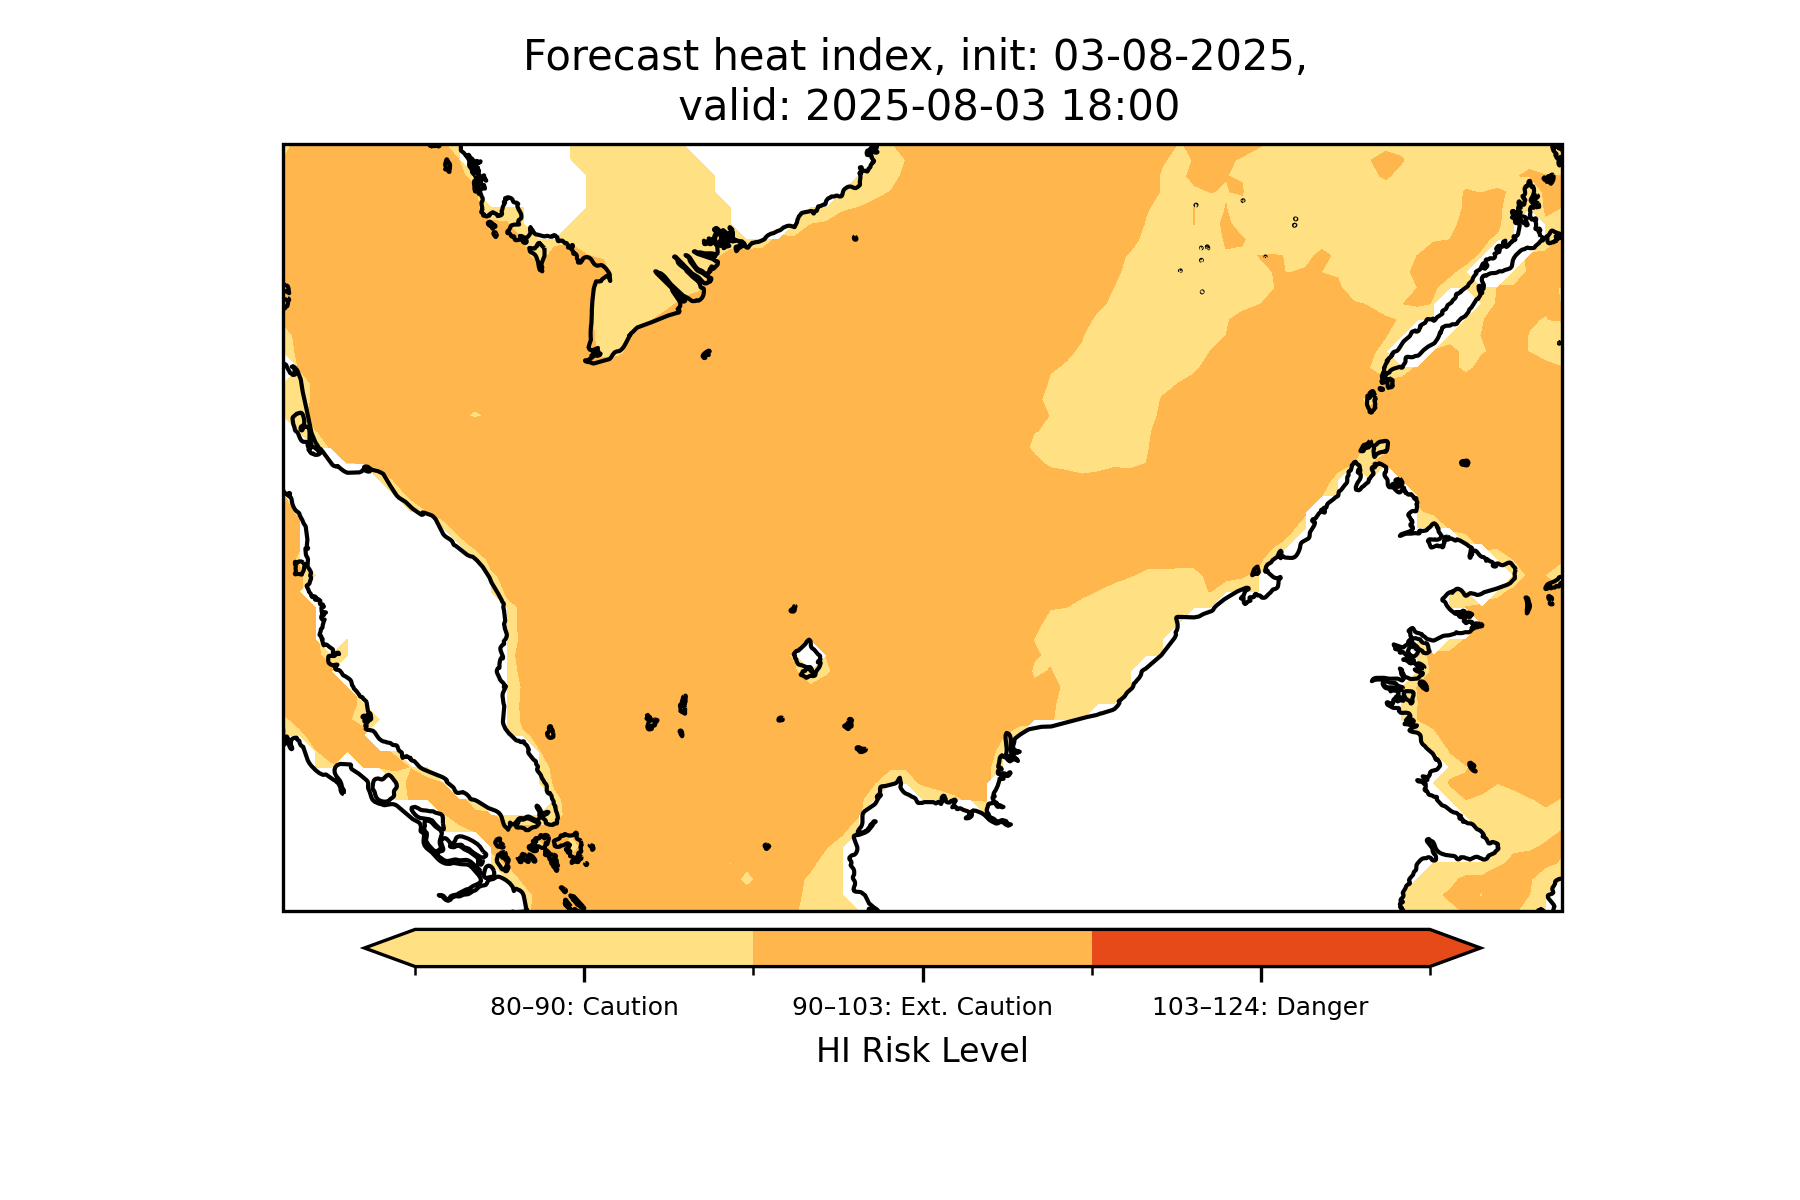 Forecast heat index, init: 03-08-2025,
valid: 2025-08-03 18:00
80–90: Caution
90–103: Ext. Caution
103–124: Danger
HI Risk Level